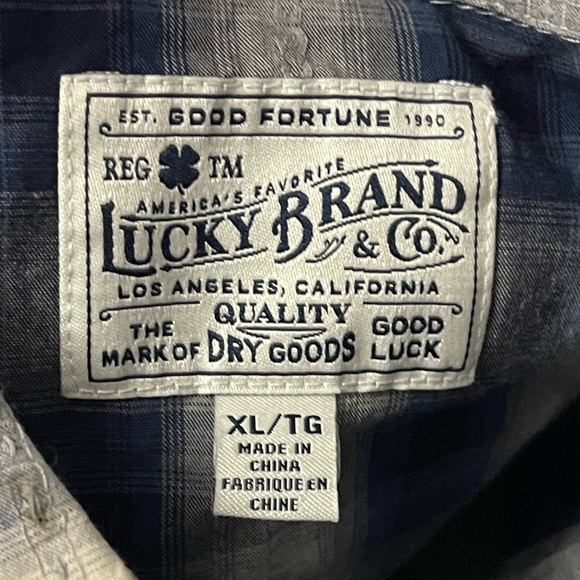 EST. GOOD FORTUNE 1990
REG TM
AMERICA'S FAVORITE
LUCKY BRAND & CO.
LOS ANGELES, CALIFORNIA
QUALITY
THE MARK OF DRY GOODS GOOD LUCK
XL/TG
MADE IN
CHINA
FABRIQUE EN
CHINE